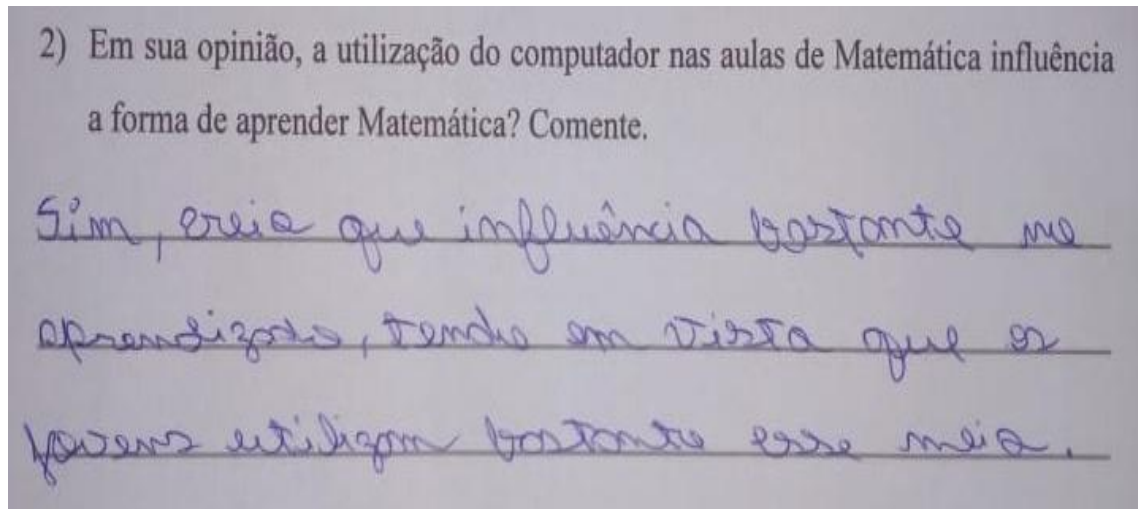 2) Em sua opinião, a utilização do computador nas aulas de Matemática influência
a forma de aprender Matemática? Comente.
Sim, creio que influência bastante no
aprendizado, tendo em vista que os
jovens utilizam bastante esse meio.